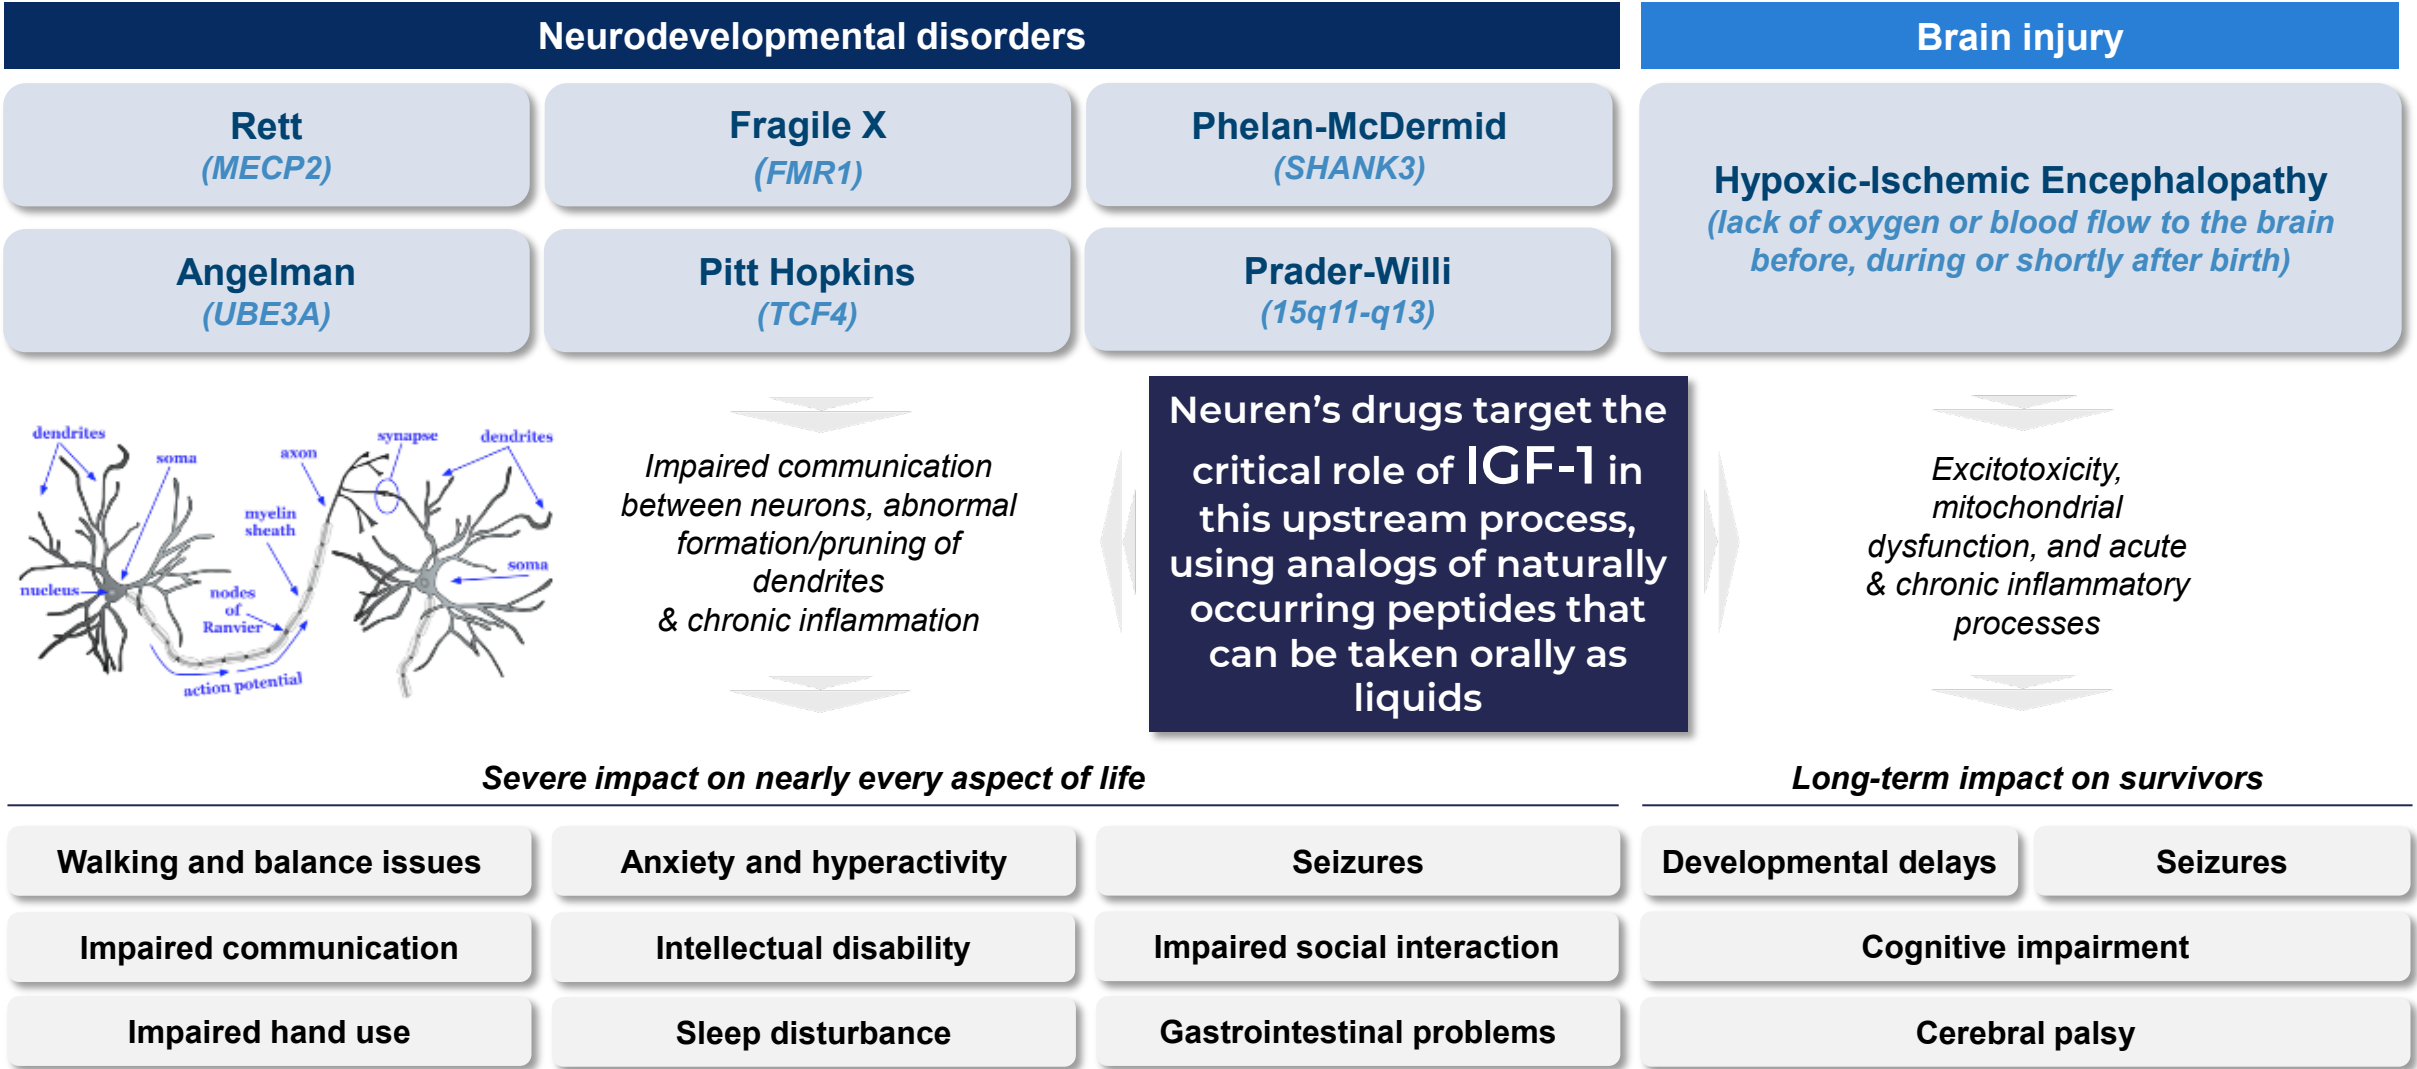 Neurodevelopmental disorders
Brain injury
Rett
(MECP2)
Fragile X
(FMR1)
Phelan-McDermid
(SHANK3)
Angelman
(UBE3A)
Pitt Hopkins
(TCF4)
Prader-Willi
(15q11-q13)
Hypoxic-Ischemic Encephalopathy
(lack of oxygen or blood flow to the brain
before, during or shortly after birth)
dendrites
soma
axon
synapse
dendrites
myelin
sheath
nucleus
nodes
of
Ranvier
soma
action potential
Impaired communication
between neurons, abnormal
formation/pruning of
dendrites
& chronic inflammation
Neuren’s drugs target the
critical role of IGF-1 in
this upstream process,
using analogs of naturally
occurring peptides that
can be taken orally as
liquids
Excitotoxicity,
mitochondrial
dysfunction, and acute
& chronic inflammatory
processes
Severe impact on nearly every aspect of life
Walking and balance issues
Anxiety and hyperactivity
Seizures
Impaired communication
Intellectual disability
Impaired social interaction
Impaired hand use
Sleep disturbance
Gastrointestinal problems
Long-term impact on survivors
Developmental delays
Seizures
Cognitive impairment
Cerebral palsy